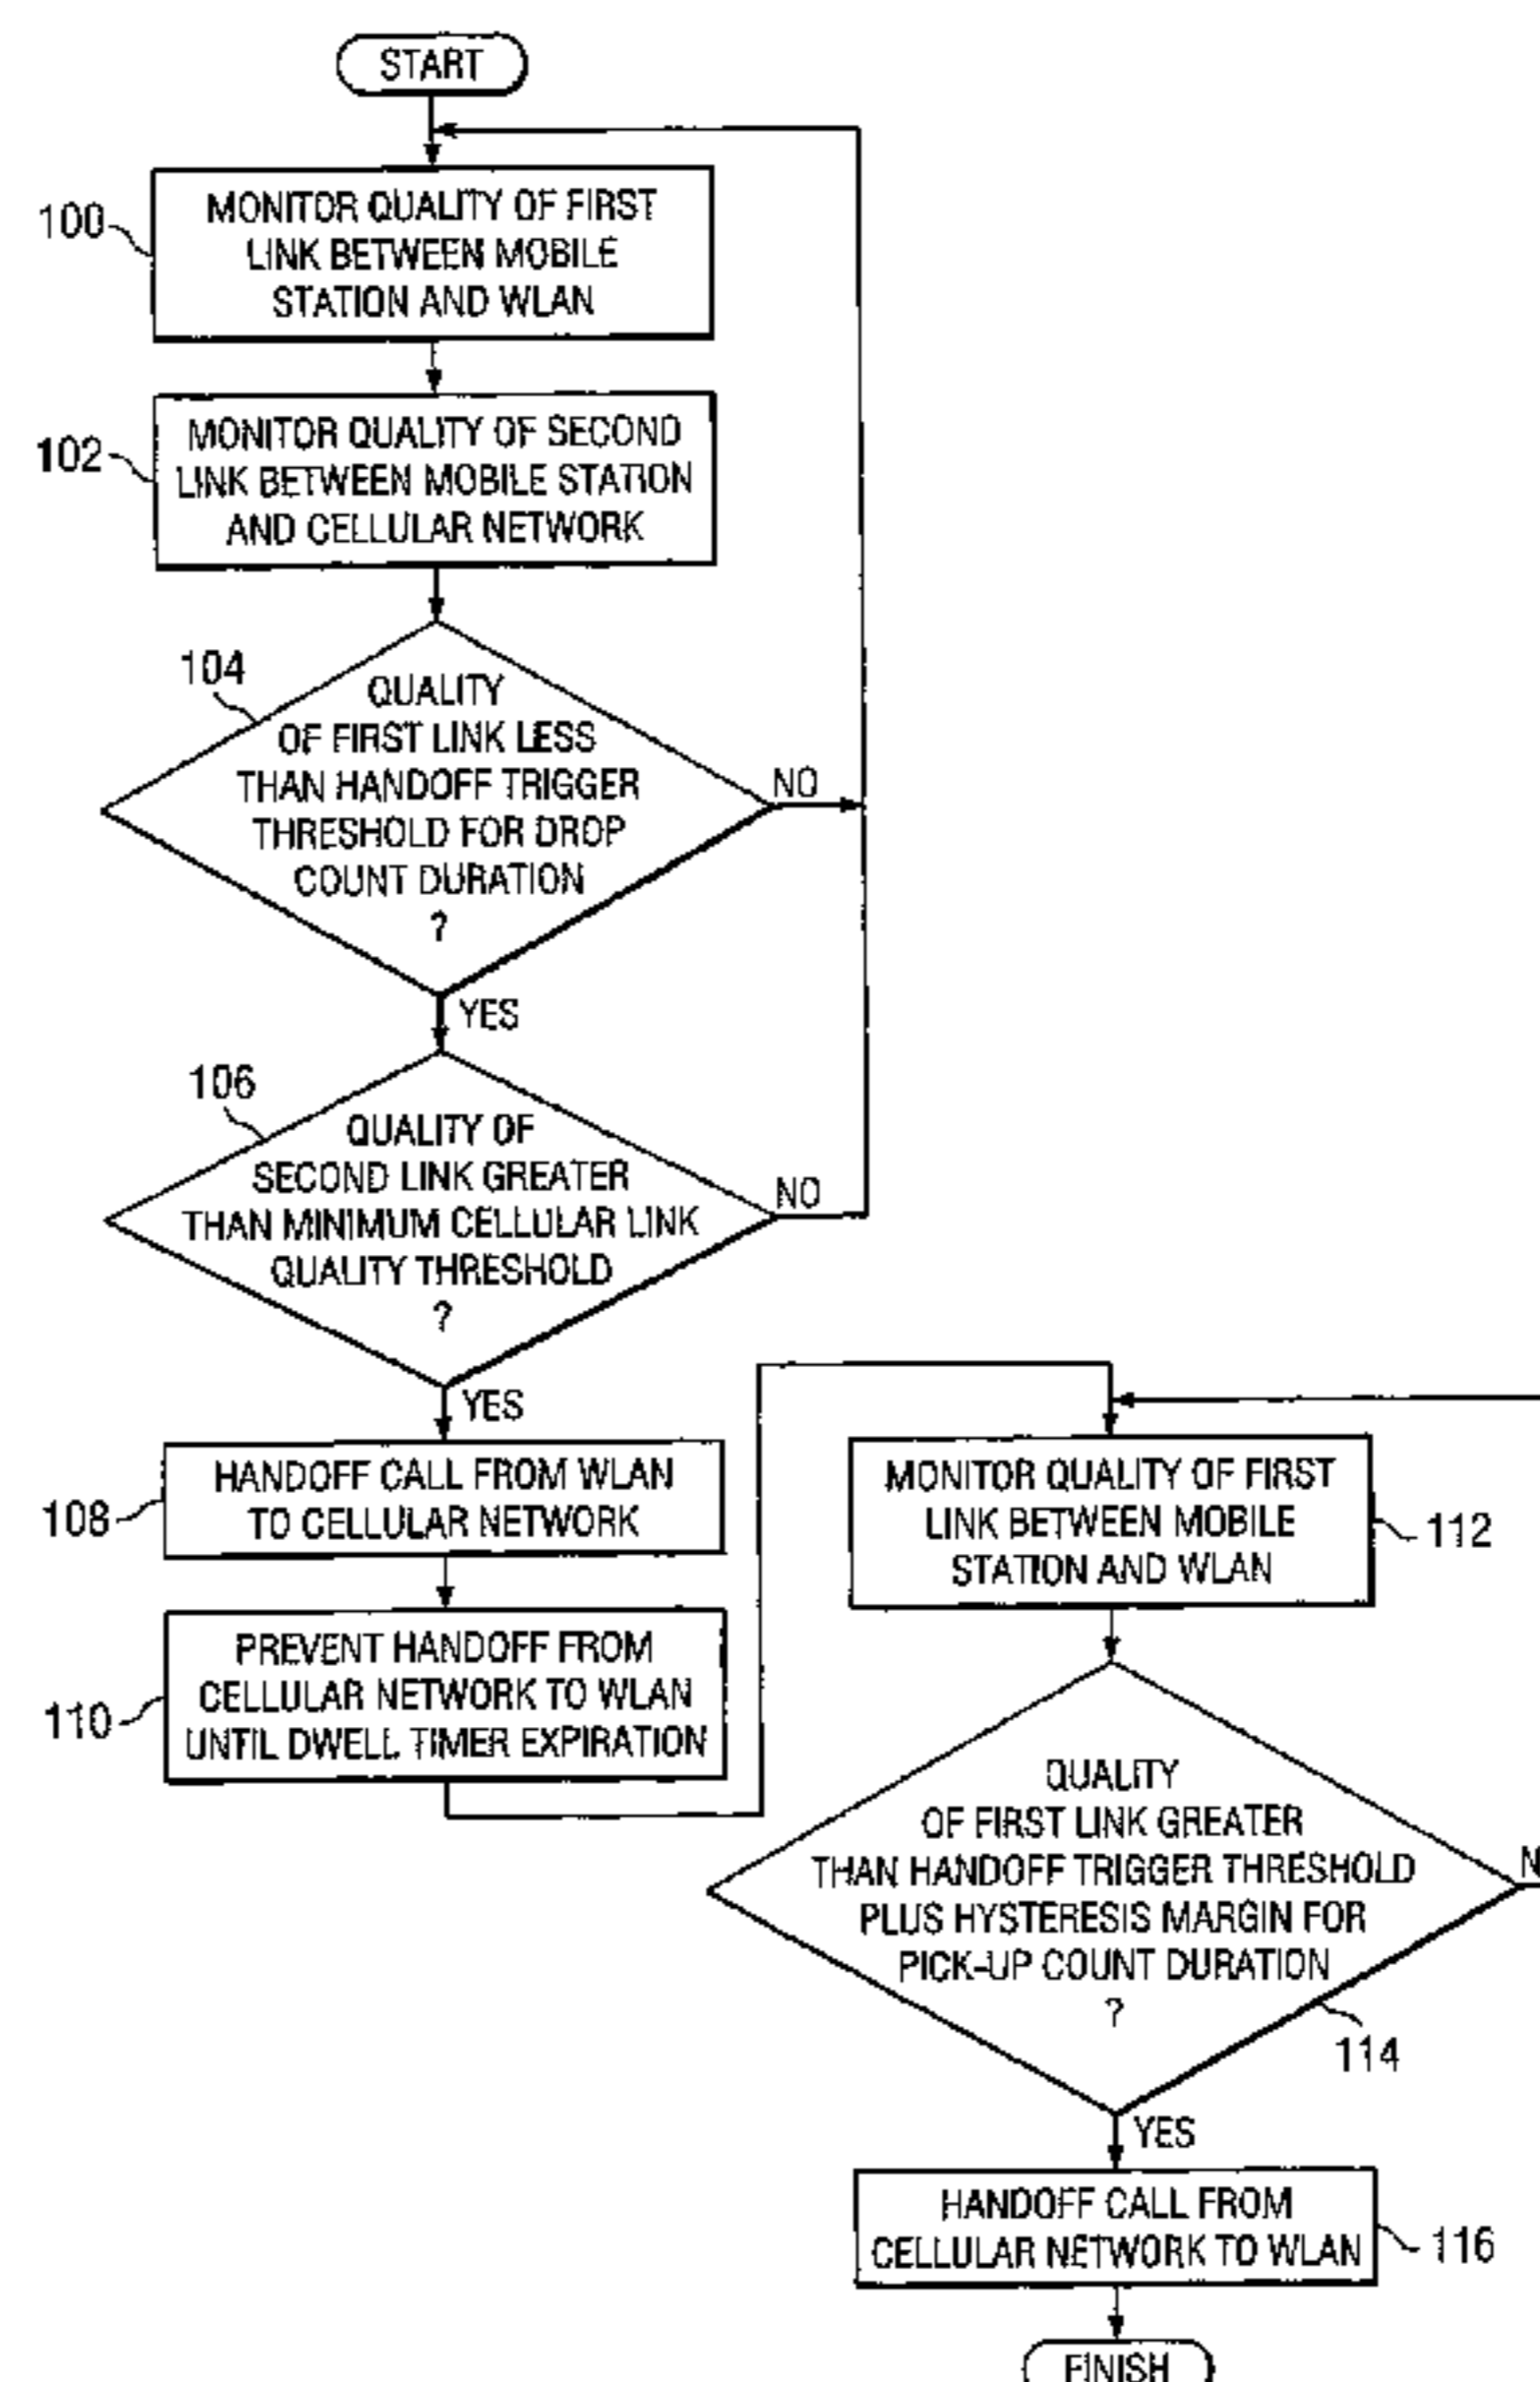 START
100
MONITOR QUALITY OF FIRST
LINK BETWEEN MOBILE
STATION AND WLAN
102
MONITOR QUALITY OF SECOND
LINK BETWEEN MOBILE STATION
AND CELLULAR NETWORK
104
QUALITY
OF FIRST LINK LESS
THAN HANDOFF TRIGGER
THRESHOLD FOR DROP
COUNT DURATION
?
NO
YES
106
QUALITY OF
SECOND LINK GREATER
THAN MINIMUM CELLULAR LINK
QUALITY THRESHOLD
?
NO
YES
108
HANDOFF CALL FROM WLAN
TO CELLULAR NETWORK
110
PREVENT HANDOFF FROM
CELLULAR NETWORK TO WLAN
UNTIL DWELL TIMER EXPIRATION
MONITOR QUALITY OF FIRST
LINK BETWEEN MOBILE
STATION AND WLAN
112
QUALITY
OF FIRST LINK GREATER
THAN HANDOFF TRIGGER THRESHOLD
PLUS HYSTERESIS MARGIN FOR
PICK-UP COUNT DURATION
?
114
YES
HANDOFF CALL FROM
CELLULAR NETWORK TO WLAN
116
FINISH